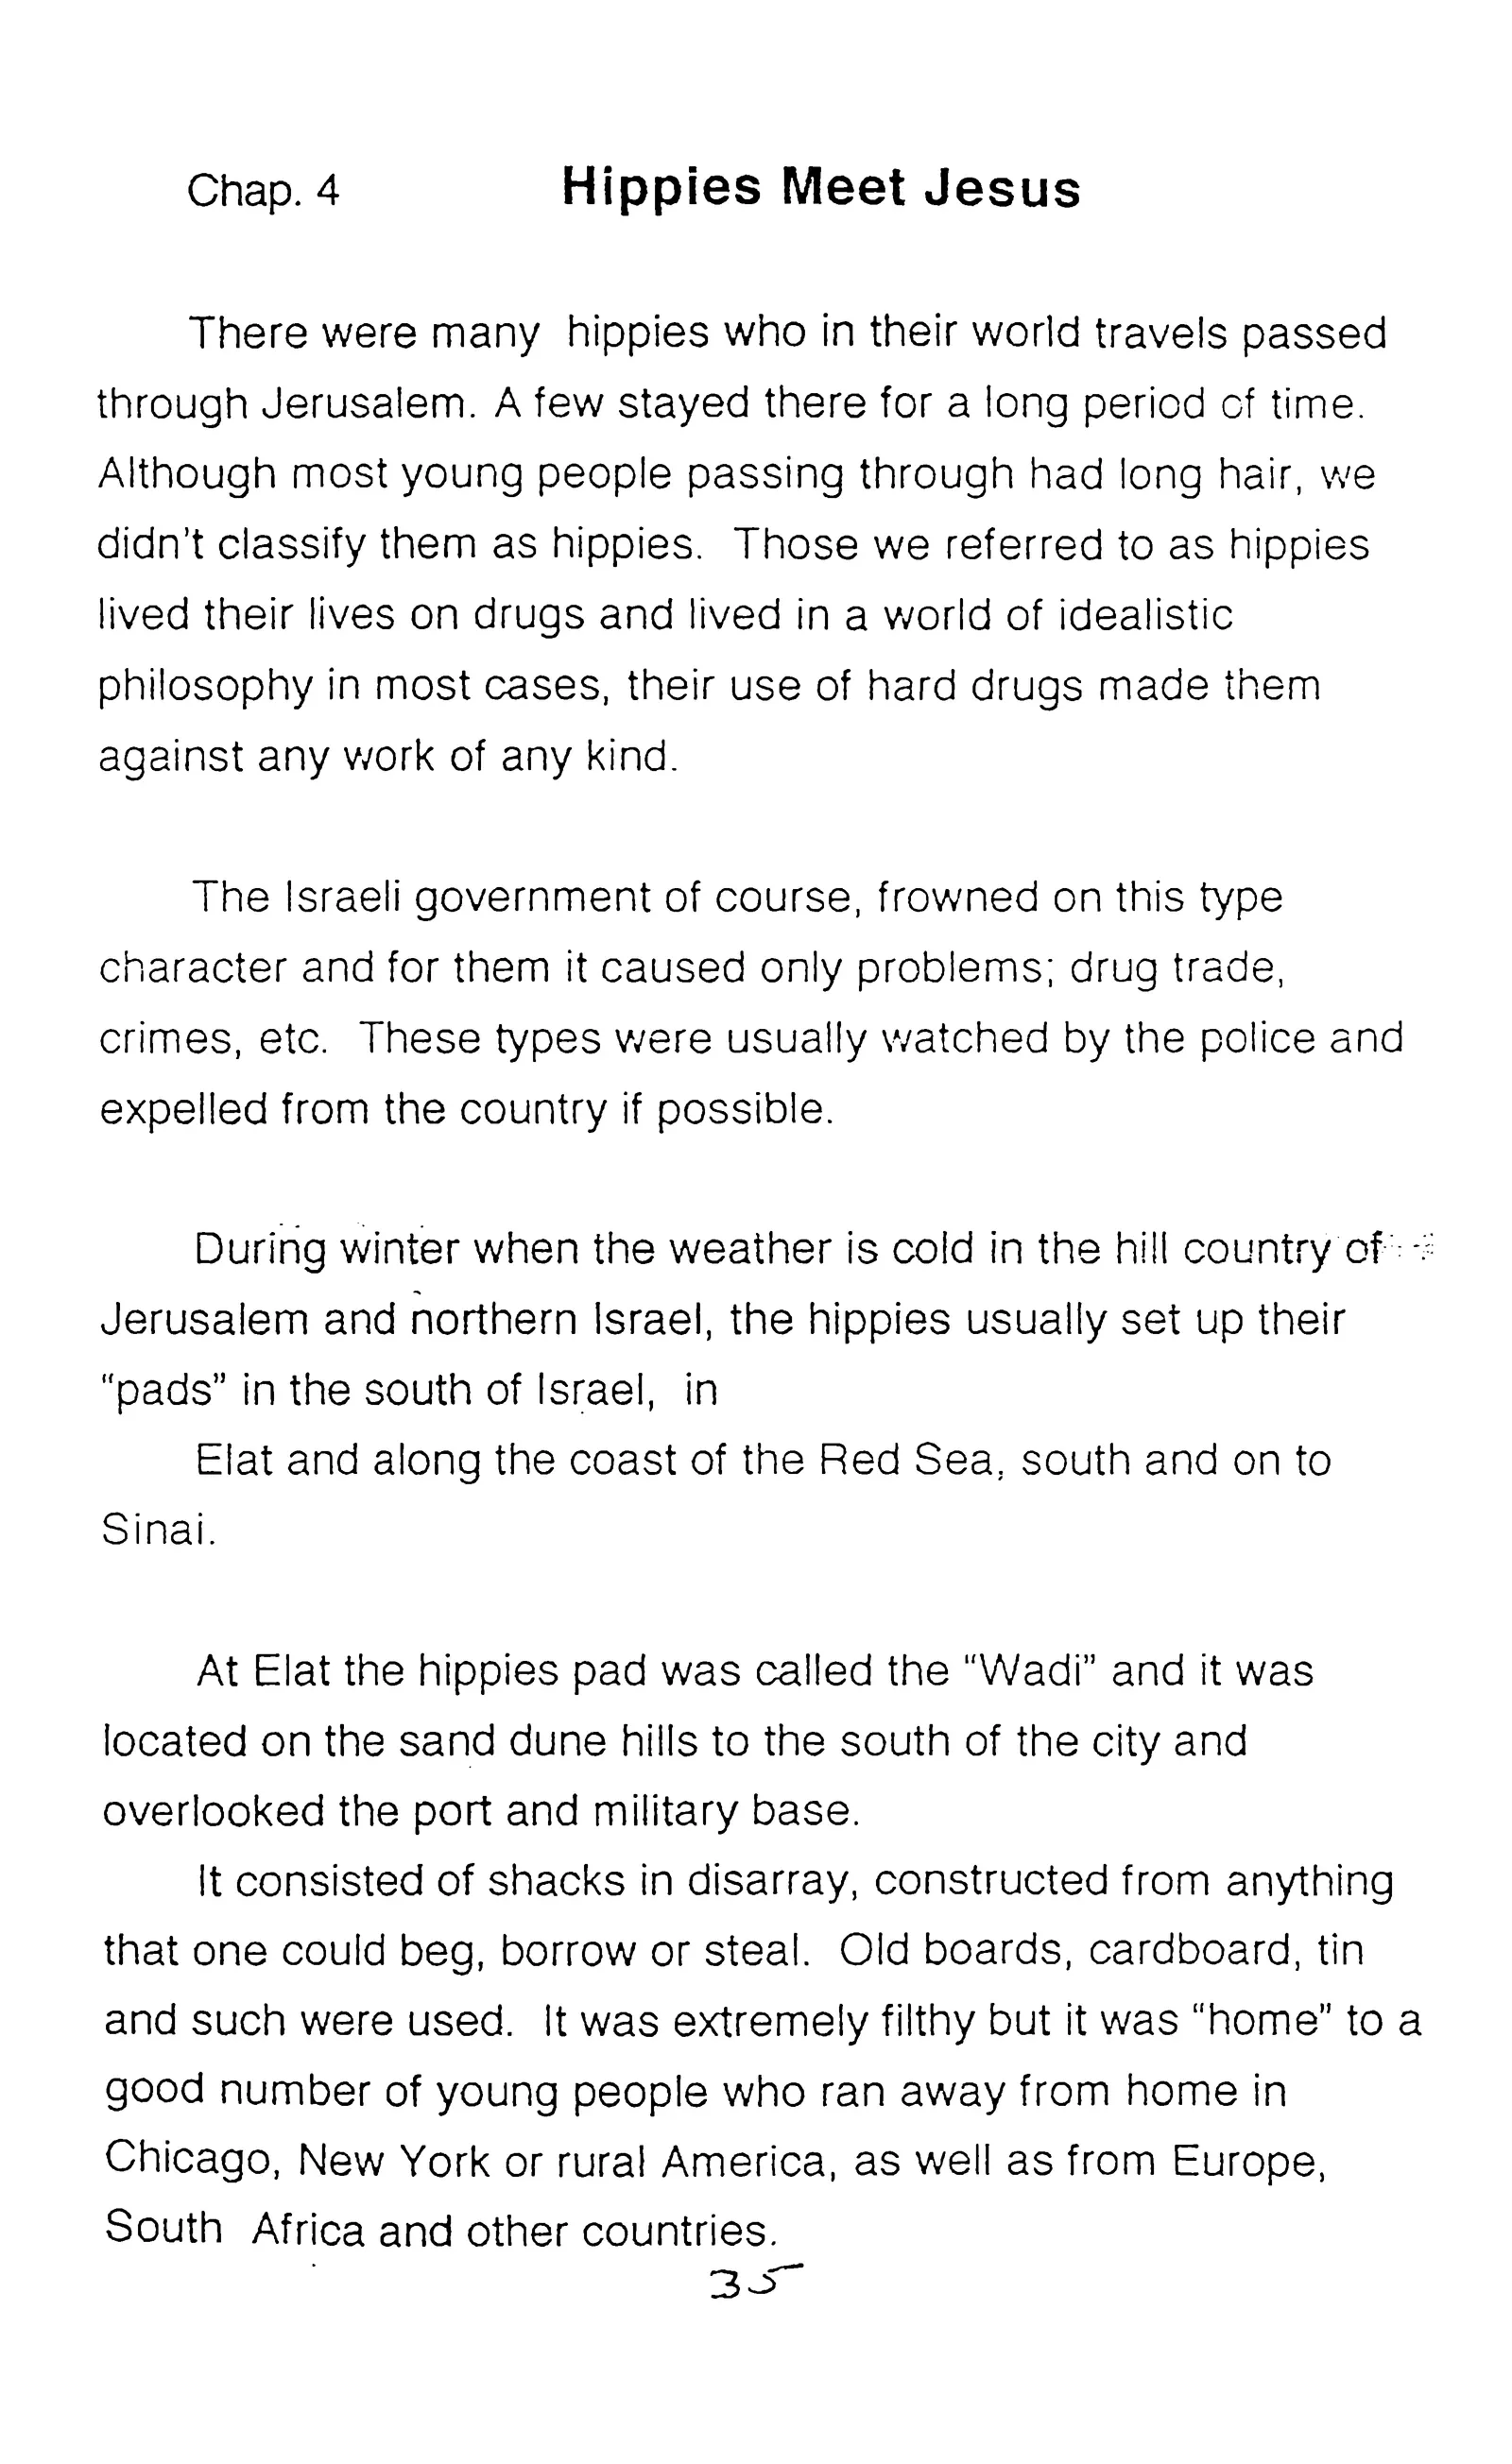 Chap. 4 Hippies Meet Jesus
There were many hippies who in their world travels passed
through Jerusalem. A few stayed there for a long period of time.
Although most young people passing through had long hair, we
didn't classify them as hippies. Those we referred to as hippies
lived their lives on drugs and lived in a world of idealistic
philosophy in most cases, their use of hard drugs made them
against any work of any kind.
The Israeli government of course, frowned on this type
character and for them it caused only problems; drug trade,
crimes, etc. These types were usually watched by the police and
expelled from the country if possible.
During winter when the weather is cold in the hill country of
Jerusalem and northern Israel, the hippies usually set up their
"pads" in the south of Israel, in
Elat and along the coast of the Red Sea, south and on to
Sinai.
At Elat the hippies pad was called the "Wadi" and it was
located on the sand dune hills to the south of the city and
overlooked the port and military base.
It consisted of shacks in disarray, constructed from anything
that one could beg, borrow or steal. Old boards, cardboard, tin
and such were used. It was extremely filthy but it was "home" to a
good number of young people who ran away from home in
Chicago, New York or rural America, as well as from Europe,
South Africa and other countries.
35